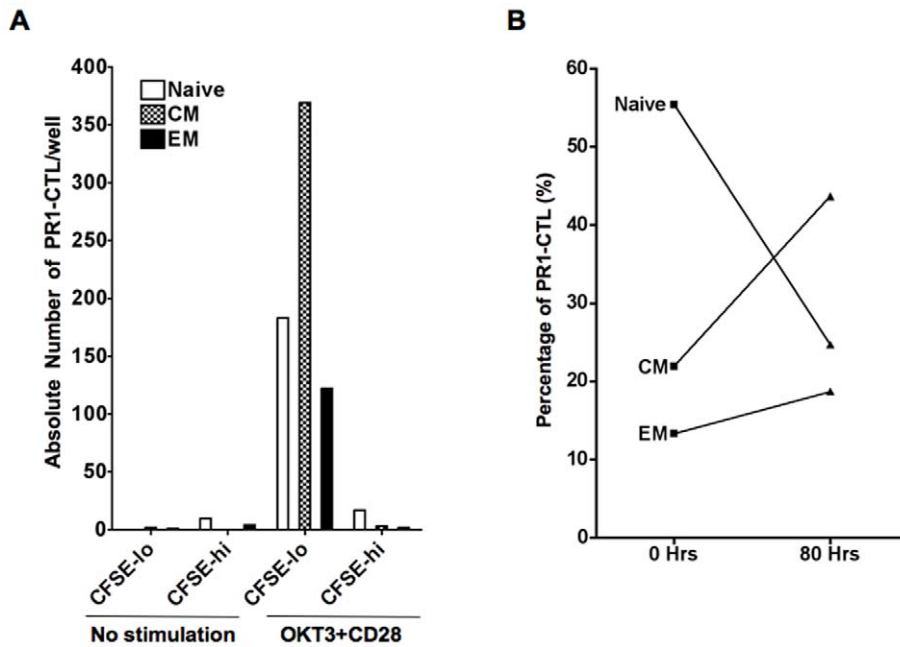 A
Absolute Number of PR1-CTL/well
400
350
300
250
200
150
100
50
0
Naive
CM
EM
CFSE-lo
CFSE-hi
CFSE-lo
CFSE-hi
No stimulation
OKT3+CD28
B
Percentage of PR1-CTL (%)
60
50
40
30
20
10
0
Naive
CM
EM
0 Hrs
80 Hrs